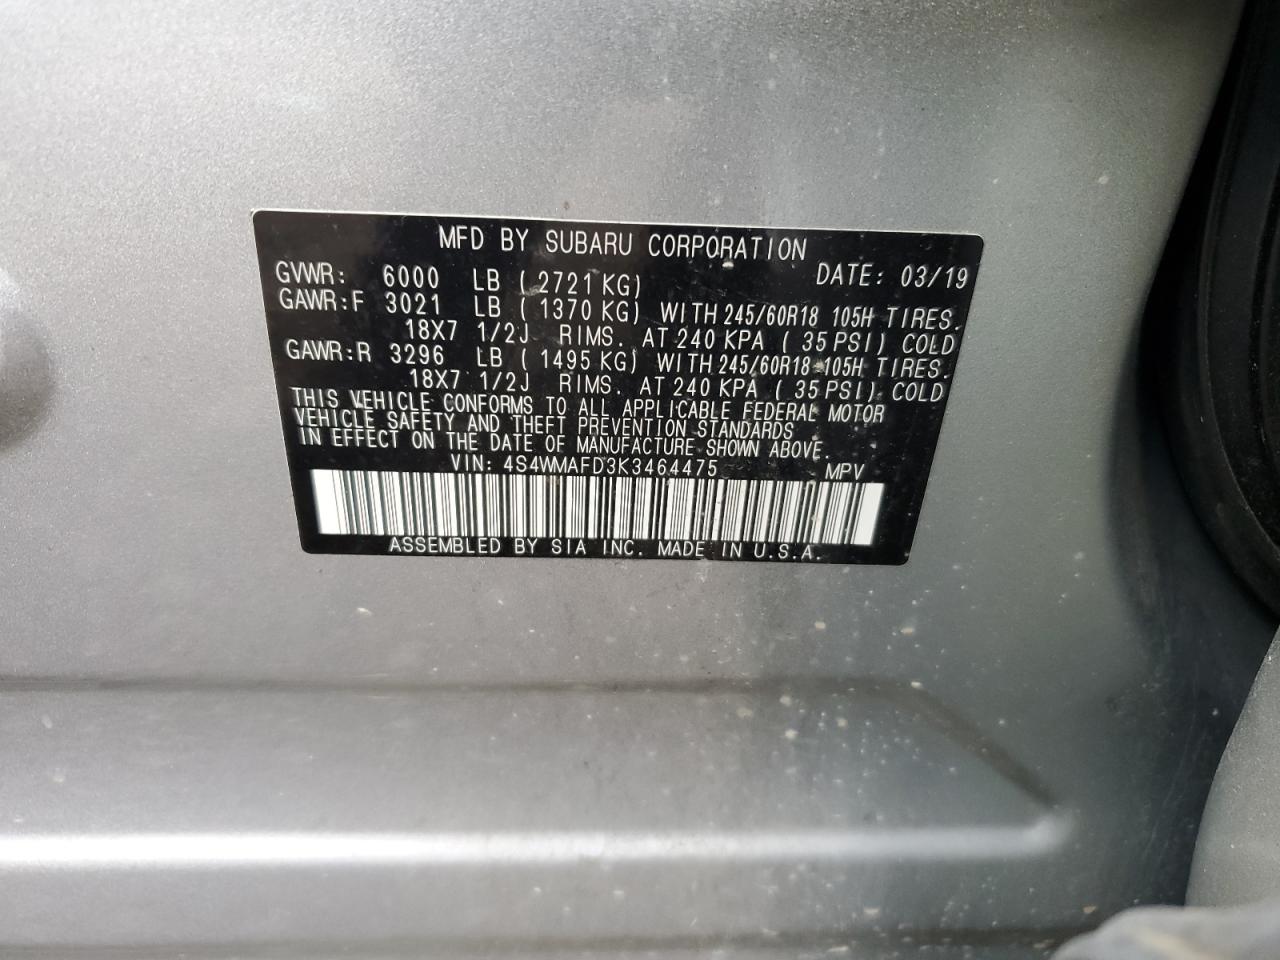 MFD BY SUBARU CORPORATION
GVWR: 6000 LB ( 2721 KG) DATE: 03/19
GAWR:F 3021 LB ( 1370 KG) WITH 245/60R18 105H TIRES.
18X7 1/2J RIMS. AT 240 KPA ( 35 PSI) COLD
GAWR:R 3296 LB ( 1495 KG) WITH 245/60R18 105H TIRES.
18X7 1/2J RIMS. AT 240 KPA ( 35 PSI) COLD
THIS VEHICLE CONFORMS TO ALL APPLICABLE FEDERAL MOTOR
VEHICLE SAFETY AND THEFT PREVENTION STANDARDS
IN EFFECT ON THE DATE OF MANUFACTURE SHOWN ABOVE.
VIN: 4S4WMAFD3K3464475 MPV
ASSEMBLED BY SIA INC. MADE IN U.S.A.